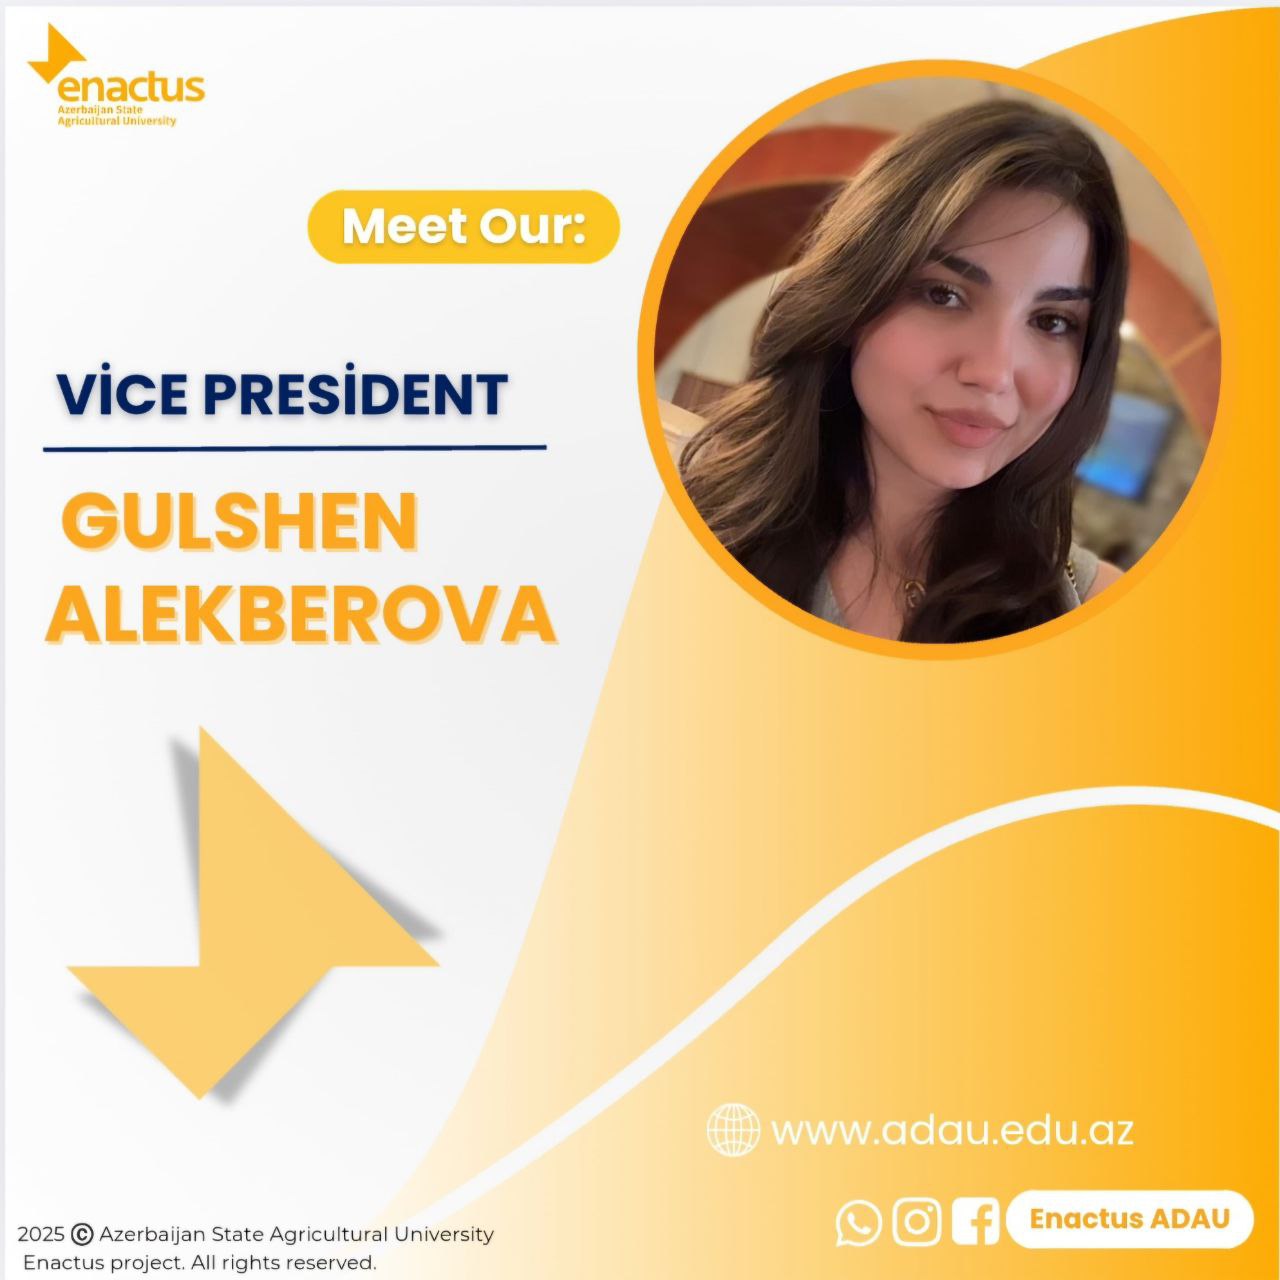 enactus
Azerbaijan State
Agricultural University
Meet Our:
VİCE PRESİDENT
GULSHEN
ALEKBEROVA
www.adau.edu.az
Enactus ADAU
2025 © Azerbaijan State Agricultural University
Enactus project. All rights reserved.